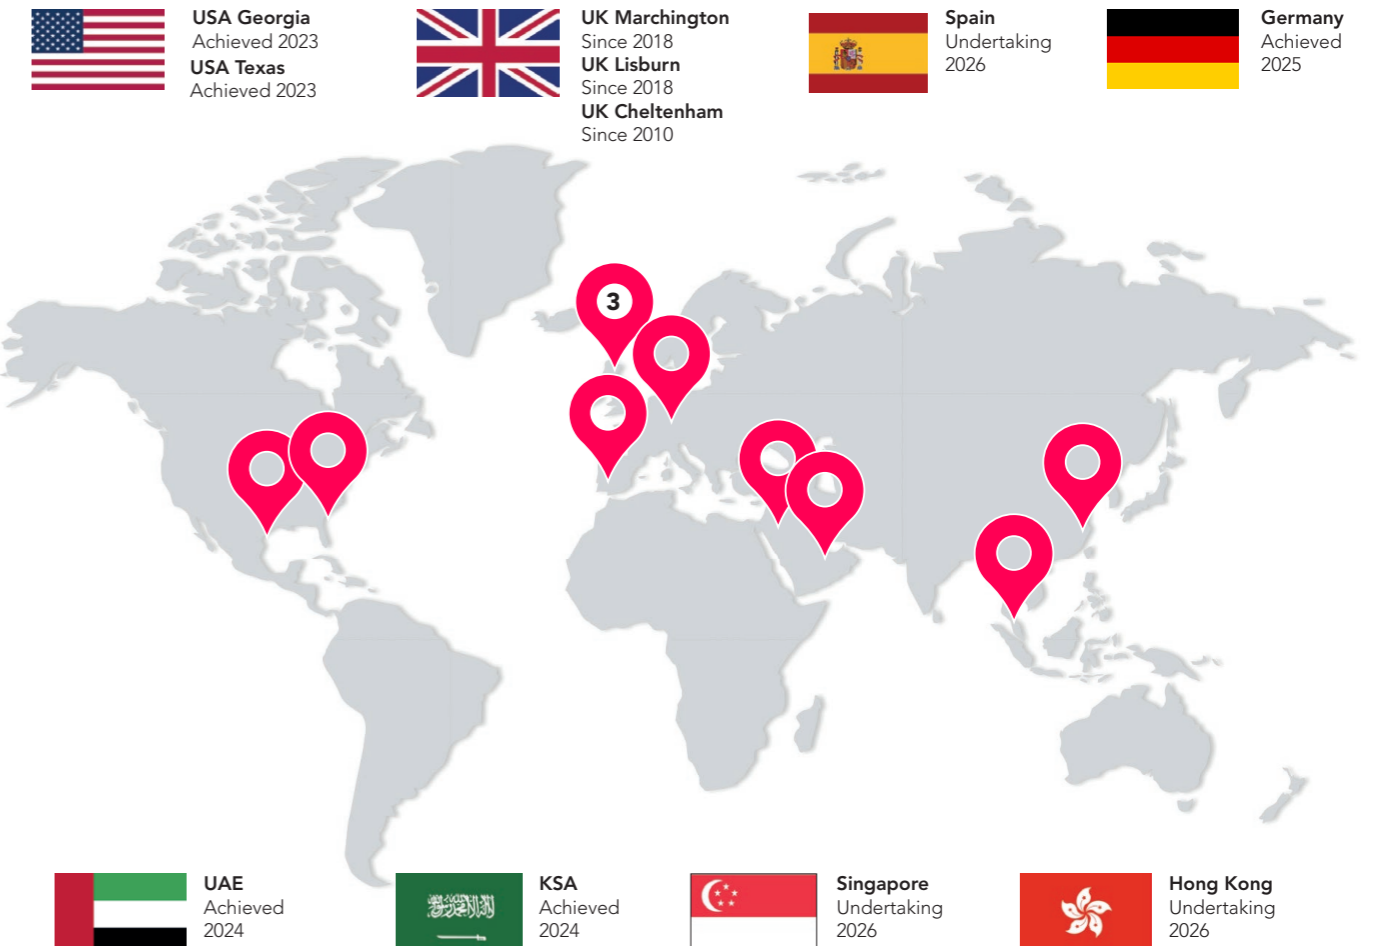 USA Georgia
Achieved 2023
USA Texas
Achieved 2023
UK Marchington
Since 2018
UK Lisburn
Since 2018
UK Cheltenham
Since 2010
Spain
Undertaking
2026
Germany
Achieved
2025
3
UAE
Achieved
2024
KSA
Achieved
2024
Singapore
Undertaking
2026
Hong Kong
Undertaking
2026